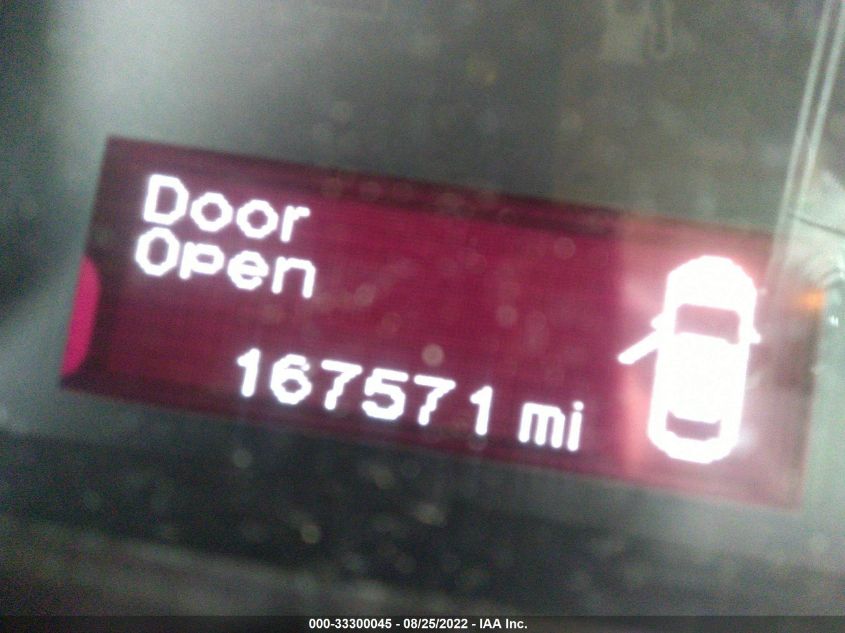 Door
Open
167571 mi
000-33300045 - 08/25/2022 - IAA Inc.